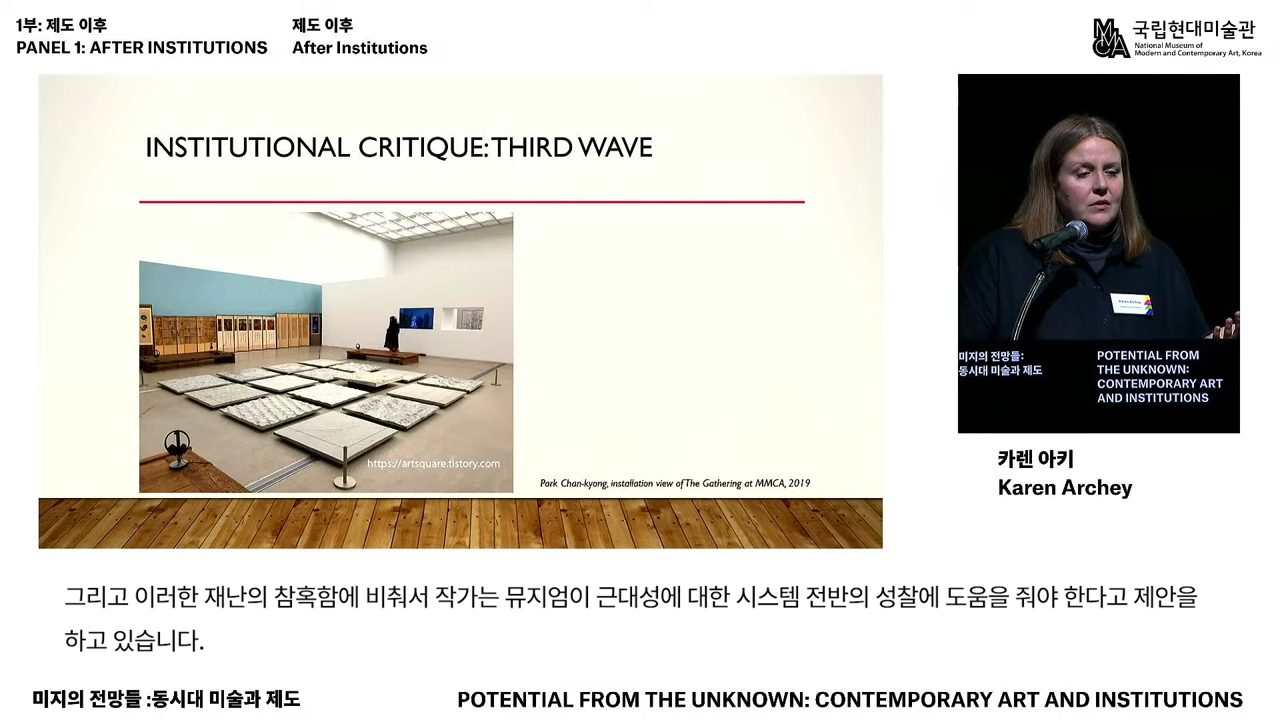 1부: 제도 이후
PANEL 1: AFTER INSTITUTIONS
제도 이후
After Institutions
MMCA
국립현대미술관
National Museum of
Modern and Contemporary Art, Korea
INSTITUTIONAL CRITIQUE: THIRD WAVE
https://artsquare.tistory.com
Park Chan-kyong, installation view of The Gathering at MMCA, 2019
Karen Archey
미지의 전망들:
동시대 미술과 제도
POTENTIAL FROM
THE UNKNOWN:
CONTEMPORARY ART
AND INSTITUTIONS
카렌 아키
Karen Archey
그리고 이러한 재난의 참혹함에 비춰서 작가는 뮤지엄이 근대성에 대한 시스템 전반의 성찰에 도움을 줘야 한다고 제안을
하고 있습니다.
미지의 전망들 :동시대 미술과 제도
POTENTIAL FROM THE UNKNOWN: CONTEMPORARY ART AND INSTITUTIONS